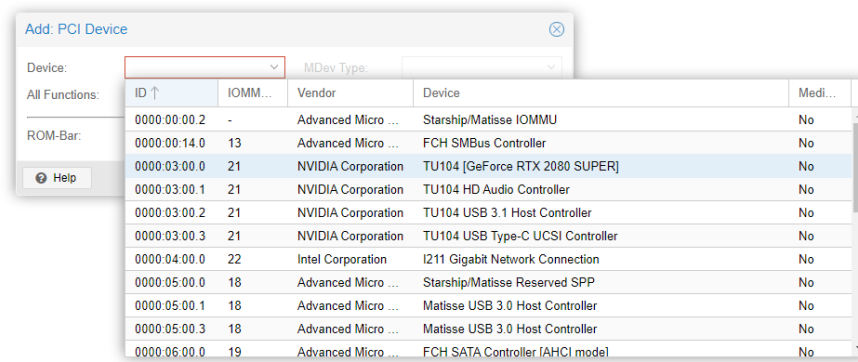 Add: PCI Device
Device: MDev Type:
All Functions:
ROM-Bar:
Help
ID IOMM... Vendor Device Medi...
0000:00:00.2 - Advanced Micro ... Starship/Matisse IOMMU No
0000:00:14.0 13 Advanced Micro ... FCH SMBus Controller No
0000:03:00.0 21 NVIDIA Corporation TU104 [GeForce RTX 2080 SUPER] No
0000:03:00.1 21 NVIDIA Corporation TU104 HD Audio Controller No
0000:03:00.2 21 NVIDIA Corporation TU104 USB 3.1 Host Controller No
0000:03:00.3 21 NVIDIA Corporation TU104 USB Type-C UCSI Controller No
0000:04:00.0 22 Intel Corporation I211 Gigabit Network Connection No
0000:05:00.0 18 Advanced Micro ... Starship/Matisse Reserved SPP No
0000:05:00.1 18 Advanced Micro ... Matisse USB 3.0 Host Controller No
0000:05:00.3 18 Advanced Micro ... Matisse USB 3.0 Host Controller No
0000:06:00.0 19 Advanced Micro ... FCH SATA Controller [AHCI mode] No